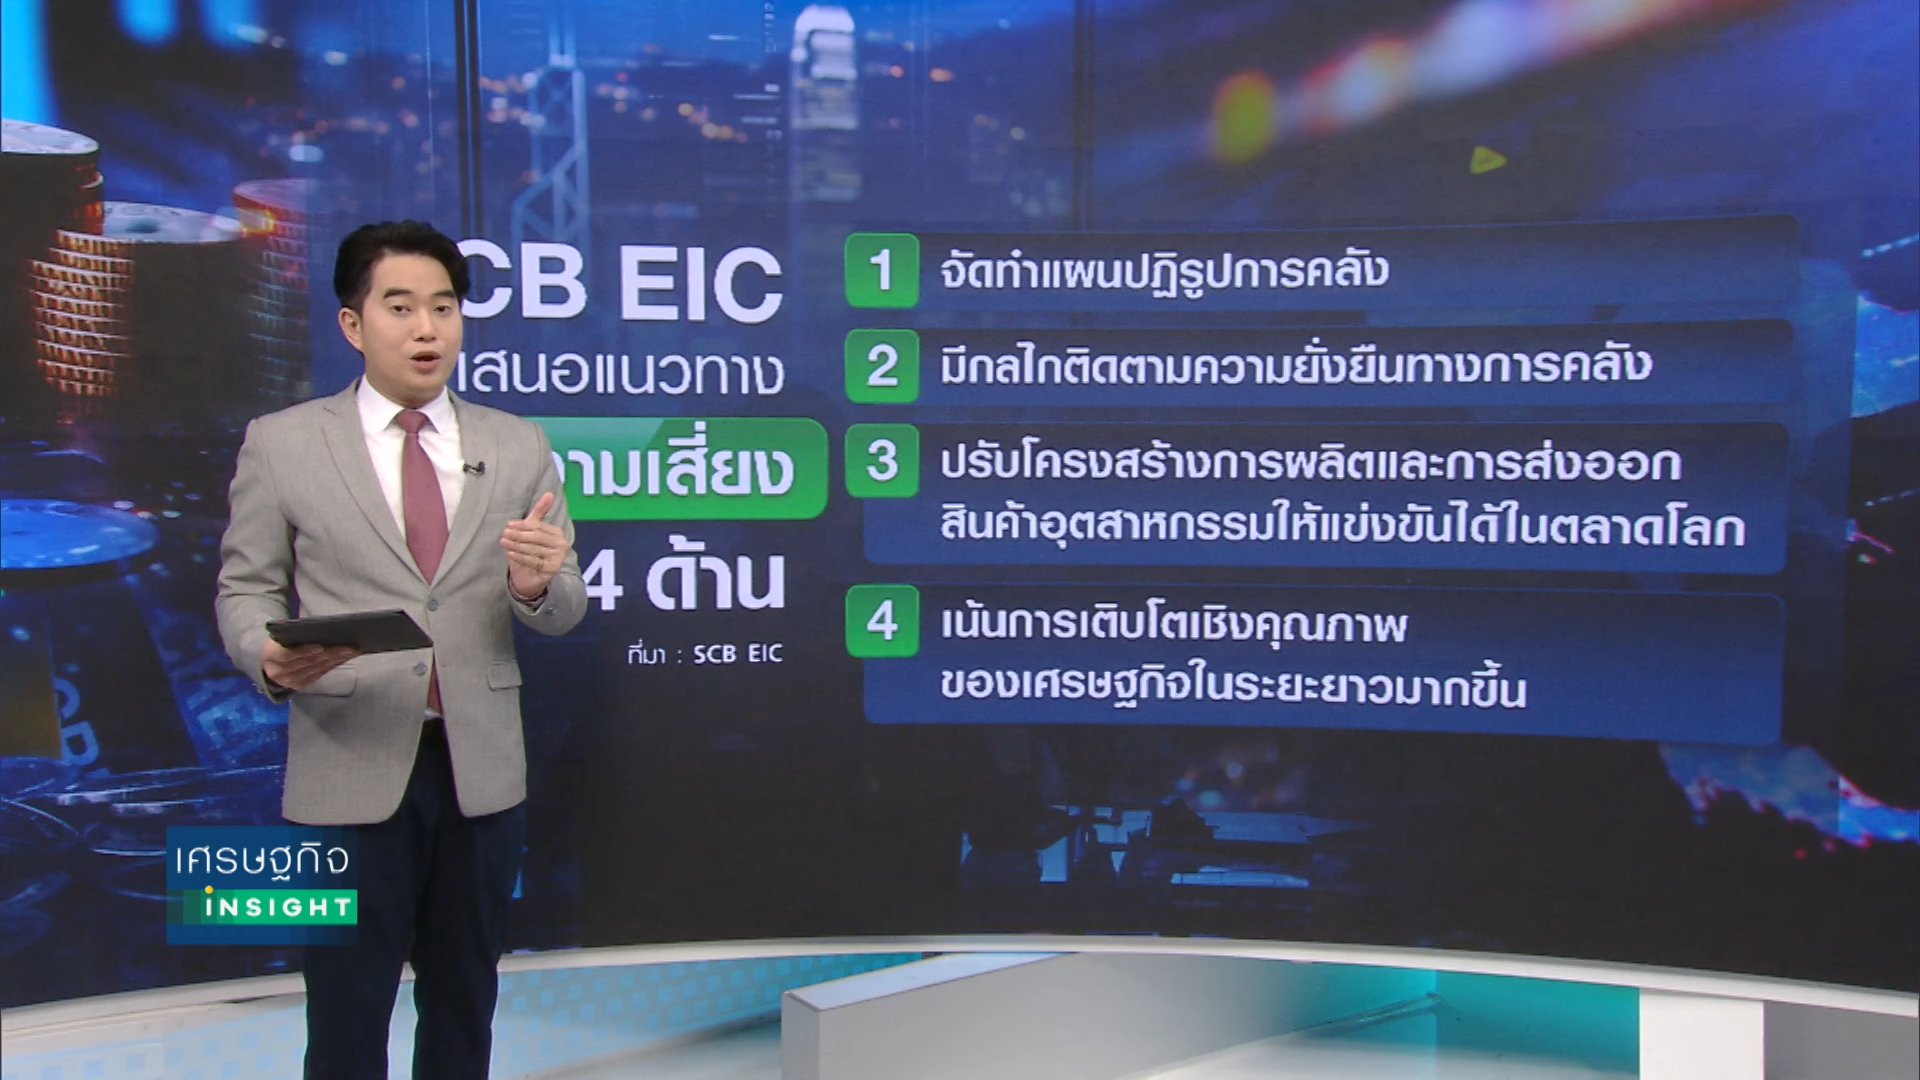 CB EIC
เสนอแนวทาง
ามเสี่ยง
4 ด้าน
ที่มา : SCB EIC
1 จัดทำแผนปฏิรูปการคลัง
2 มีกลไกติดตามความยั่งยืนทางการคลัง
3 ปรับโครงสร้างการผลิตและการส่งออก
สินค้าอุตสาหกรรมให้แข่งขันได้ในตลาดโลก
4 เน้นการเติบโตเชิงคุณภาพ
ของเศรษฐกิจในระยะยาวมากขึ้น
เศรษฐกิจ
iNSIGHT